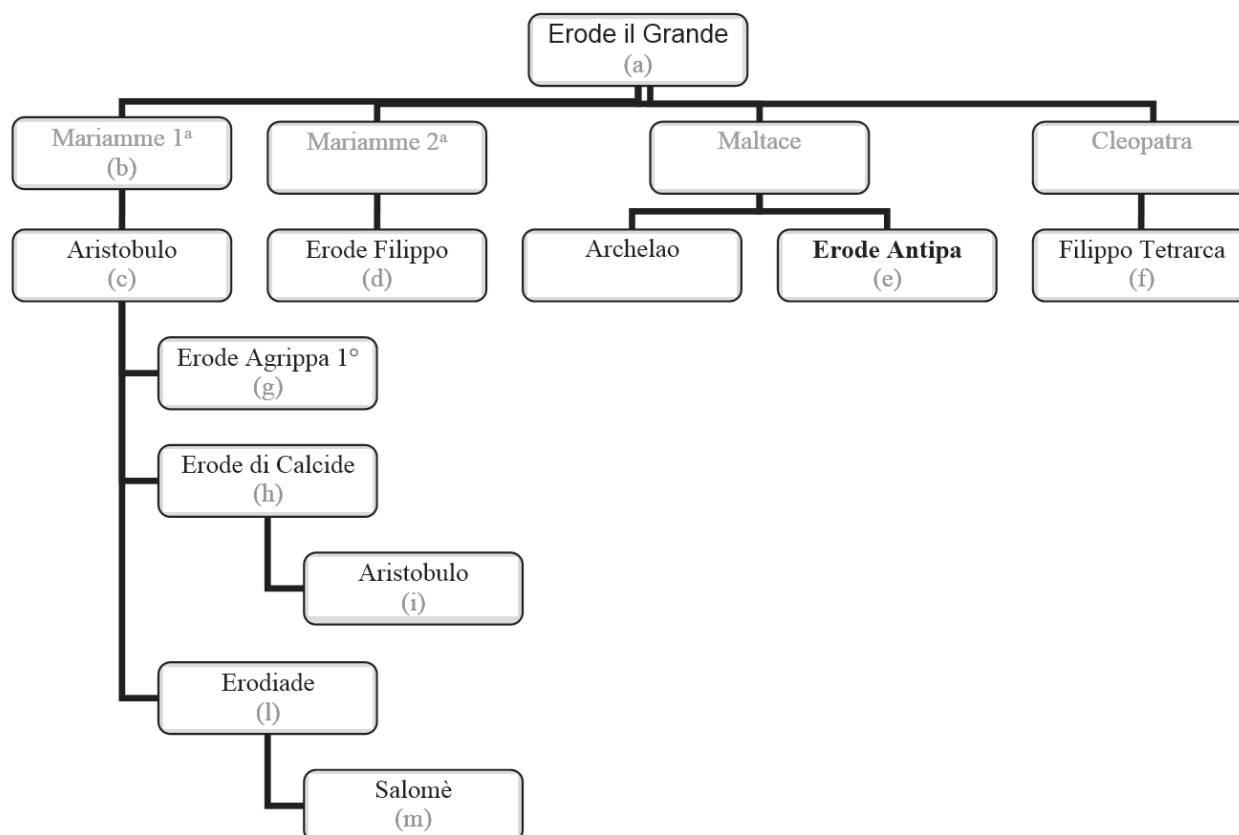 Erode il Grande
(a)
Mariamme 1ª
(b)
Mariamme 2ª
Maltace
Cleopatra
Aristobulo
(c)
Erode Filippo
(d)
Archelao
Erode Antipa
(e)
Filippo Tetrarca
(f)
Erode Agrippa 1°
(g)
Erode di Calcide
(h)
Aristobulo
(i)
Erodiade
(l)
Salomè
(m)